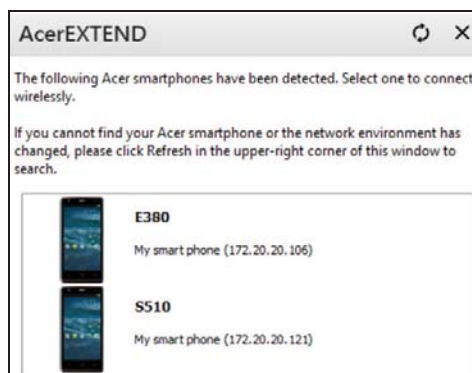 AcerEXTEND
The following Acer smartphones have been detected. Select one to connect
wirelessly.
If you cannot find your Acer smartphone or the network environment has
changed, please click Refresh in the upper-right corner of this window to
search.
E380
My smart phone (172.20.20.106)
S510
My smart phone (172.20.20.121)